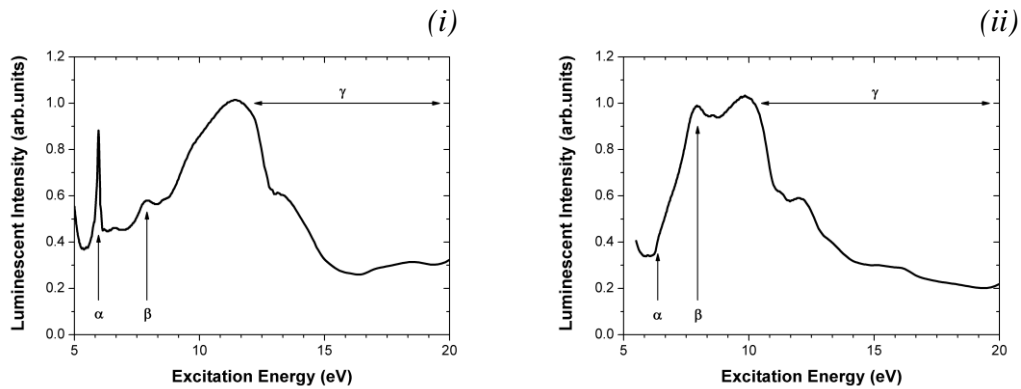 (i)
Luminescent Intensity (arb.units)
1.2
1.0
0.8
0.6
0.4
0.2
0.0
γ
α
β
5 10 15 20
Excitation Energy (eV)
(ii)
Luminescent Intensity (arb.units)
1.2
1.0
0.8
0.6
0.4
0.2
0.0
γ
α
β
5 10 15 20
Excitation Energy (eV)